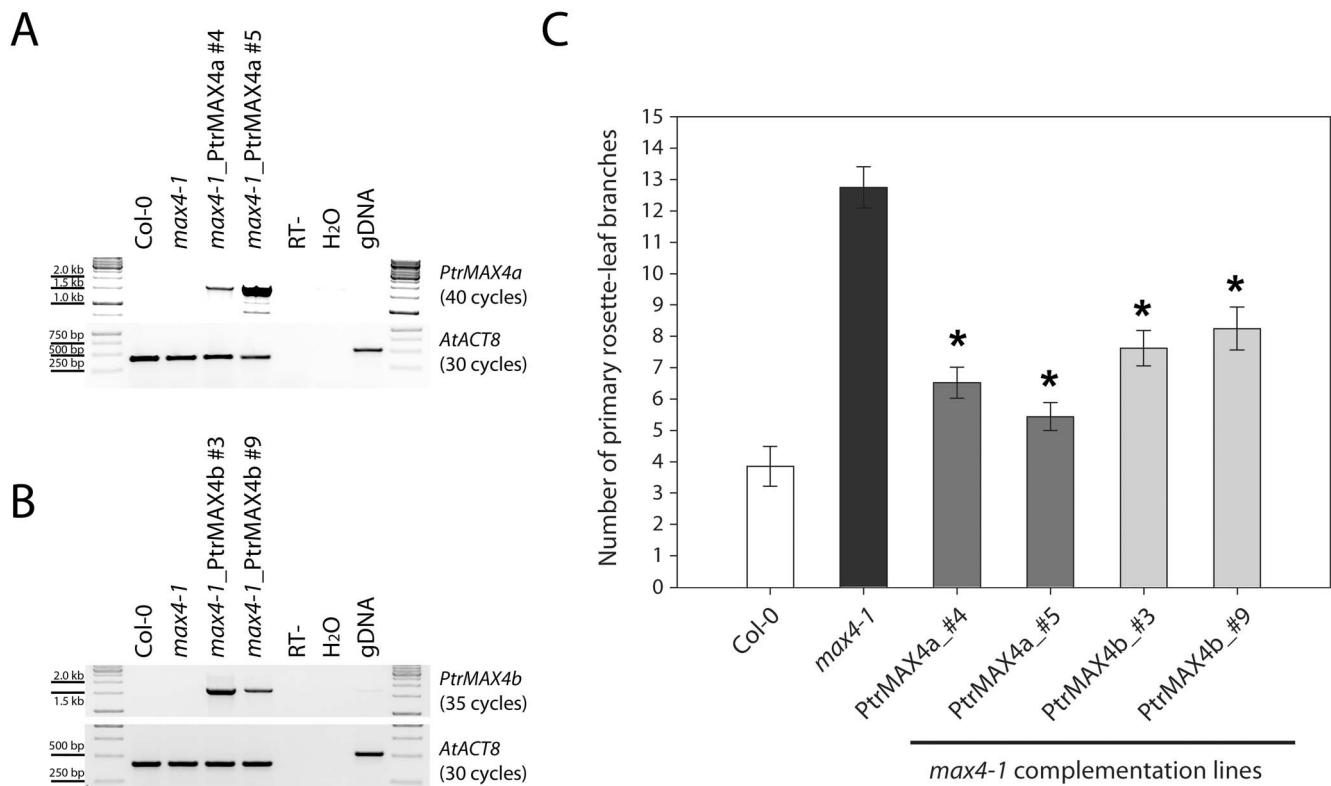 A
Col-0
max4-1
max4-1_PtrMAX4a #4
max4-1_PtrMAX4a #5
RT-
H2O
gDNA
2.0 kb
1.5 kb
1.0 kb
PtrMAX4a
(40 cycles)
750 bp
500 bp
250 bp
AtACT8
(30 cycles)
B
Col-0
max4-1
max4-1_PtrMAX4b #3
max4-1_PtrMAX4b #9
RT-
H2O
gDNA
2.0 kb
1.5 kb
PtrMAX4b
(35 cycles)
500 bp
250 bp
AtACT8
(30 cycles)
C
Number of primary rosette-leaf branches
15
14
13
12
11
10
9
8
7
6
5
4
3
2
1
0
*
*
*
*
Col-0
max4-1
PtrMAX4a_#4
PtrMAX4a_#5
PtrMAX4b_#3
PtrMAX4b_#9
max4-1 complementation lines